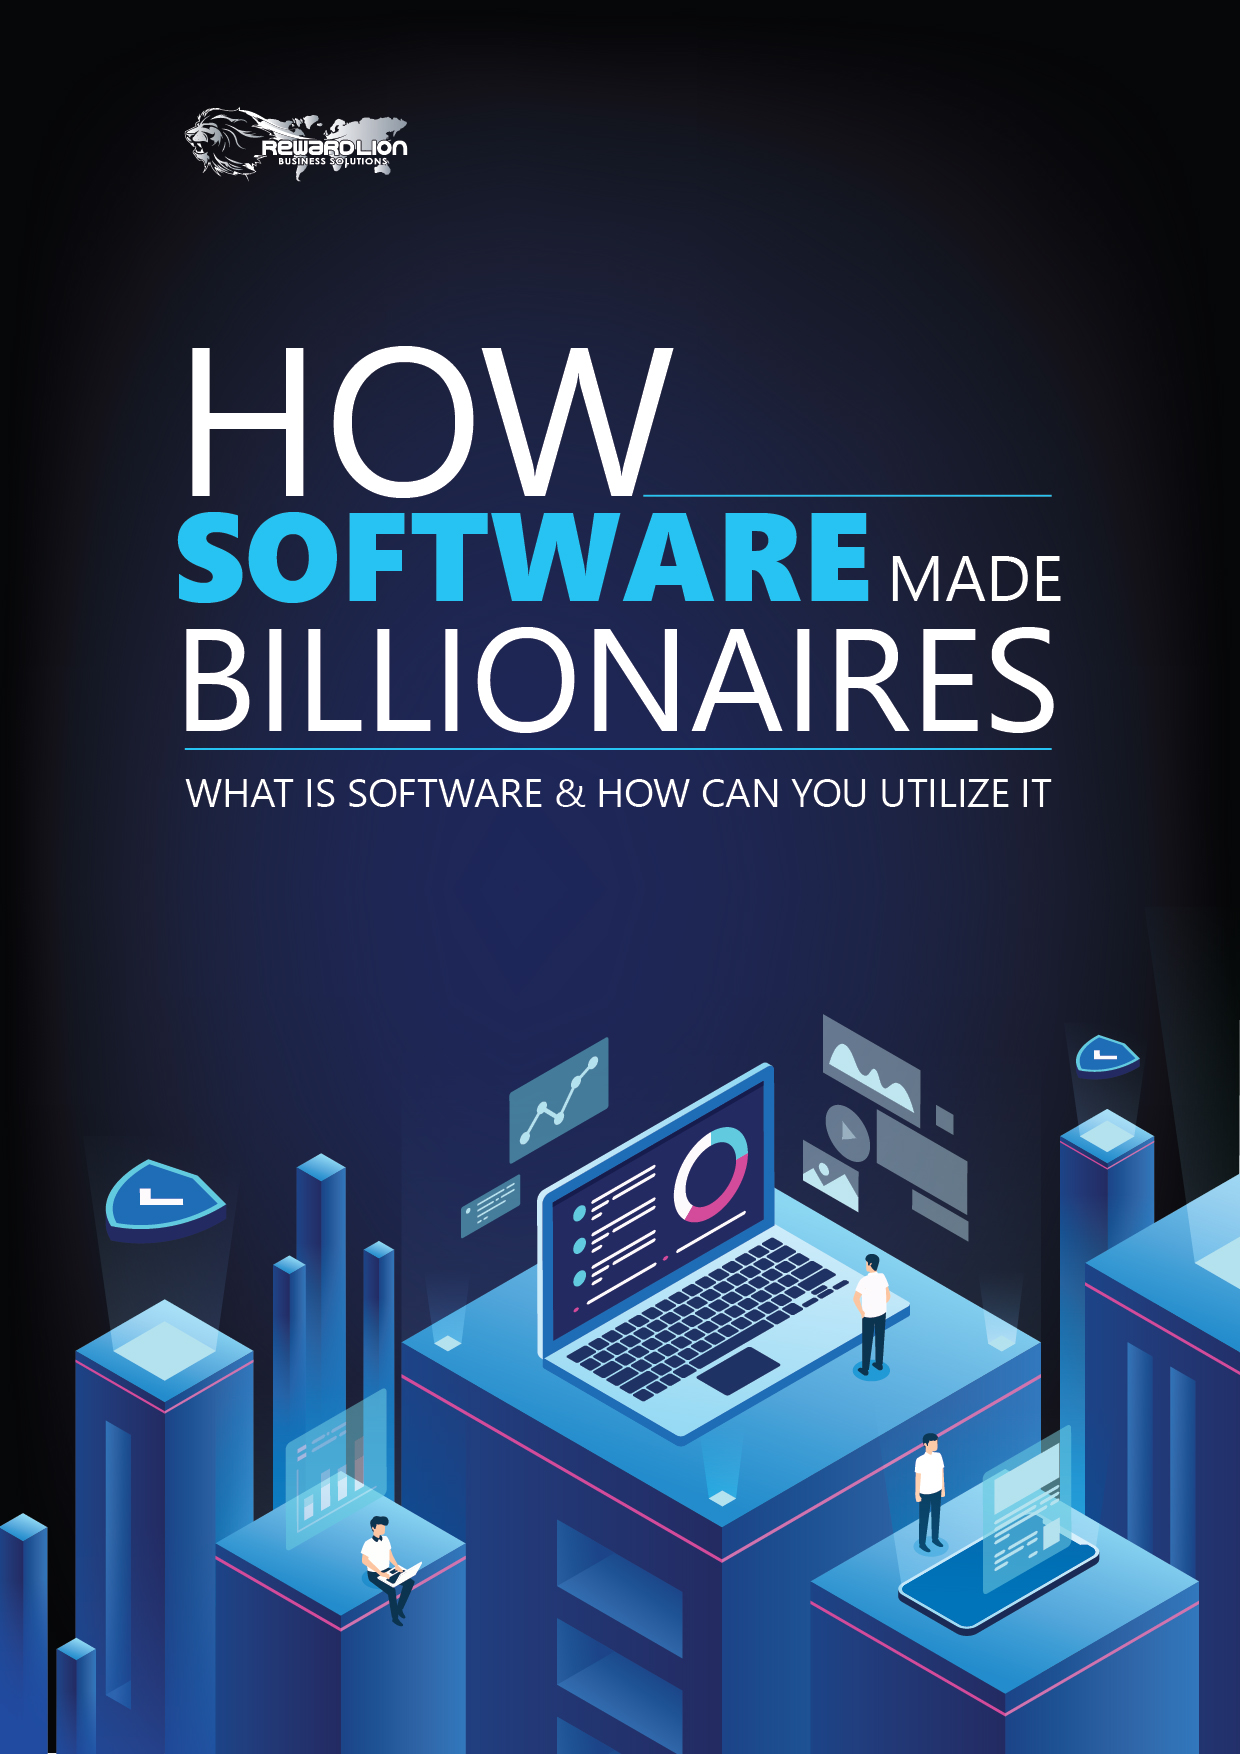 REWARDLION
BUSINESS SOLUTIONS
HOW
SOFTWARE MADE
BILLIONAIRES
WHAT IS SOFTWARE & HOW CAN YOU UTILIZE IT